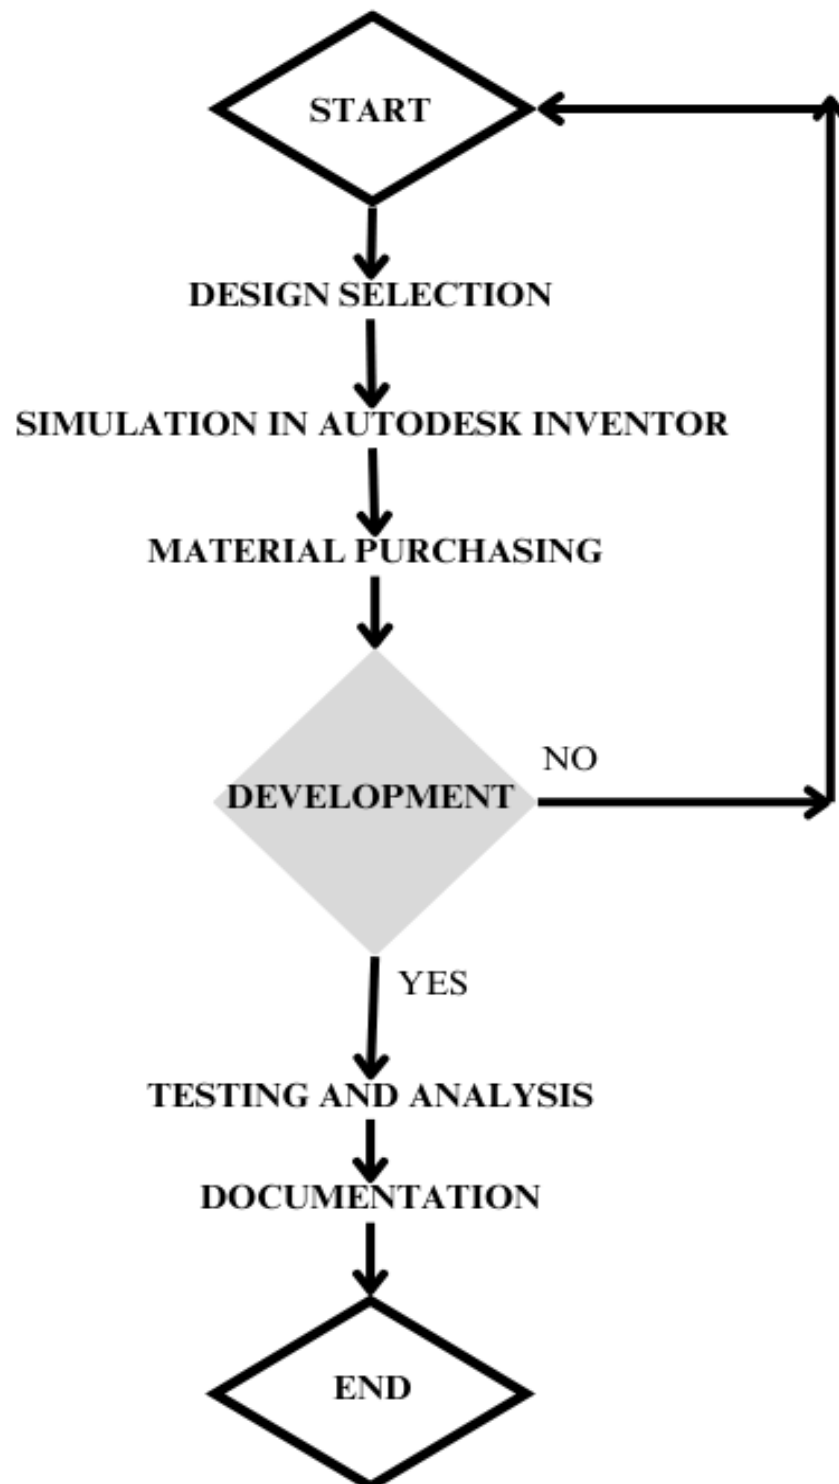 START
DESIGN SELECTION
SIMULATION IN AUTODESK INVENTOR
MATERIAL PURCHASING
NO
DEVELOPMENT
YES
TESTING AND ANALYSIS
DOCUMENTATION
END